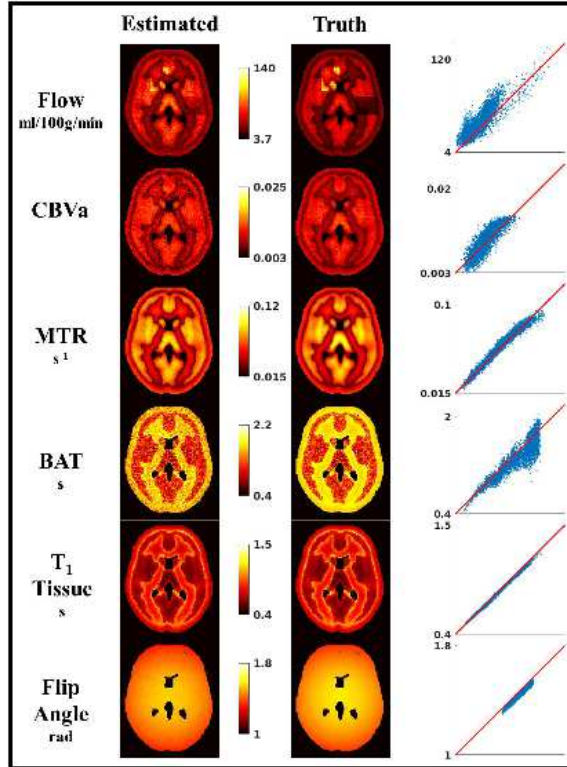 Estimated Truth
140 120
Flow
ml/100g/min
3.7 4
0.025 0.02
CBVa
0.003 0.003
0.12 0.1
MTR
s 1
0.015 0.015
2.2 2
BAT
s
0.4 0.4
1.5 1.5
T1
Tissue
s
0.4 0.4
1.8 1.8
Flip
Angle
rad
1 1